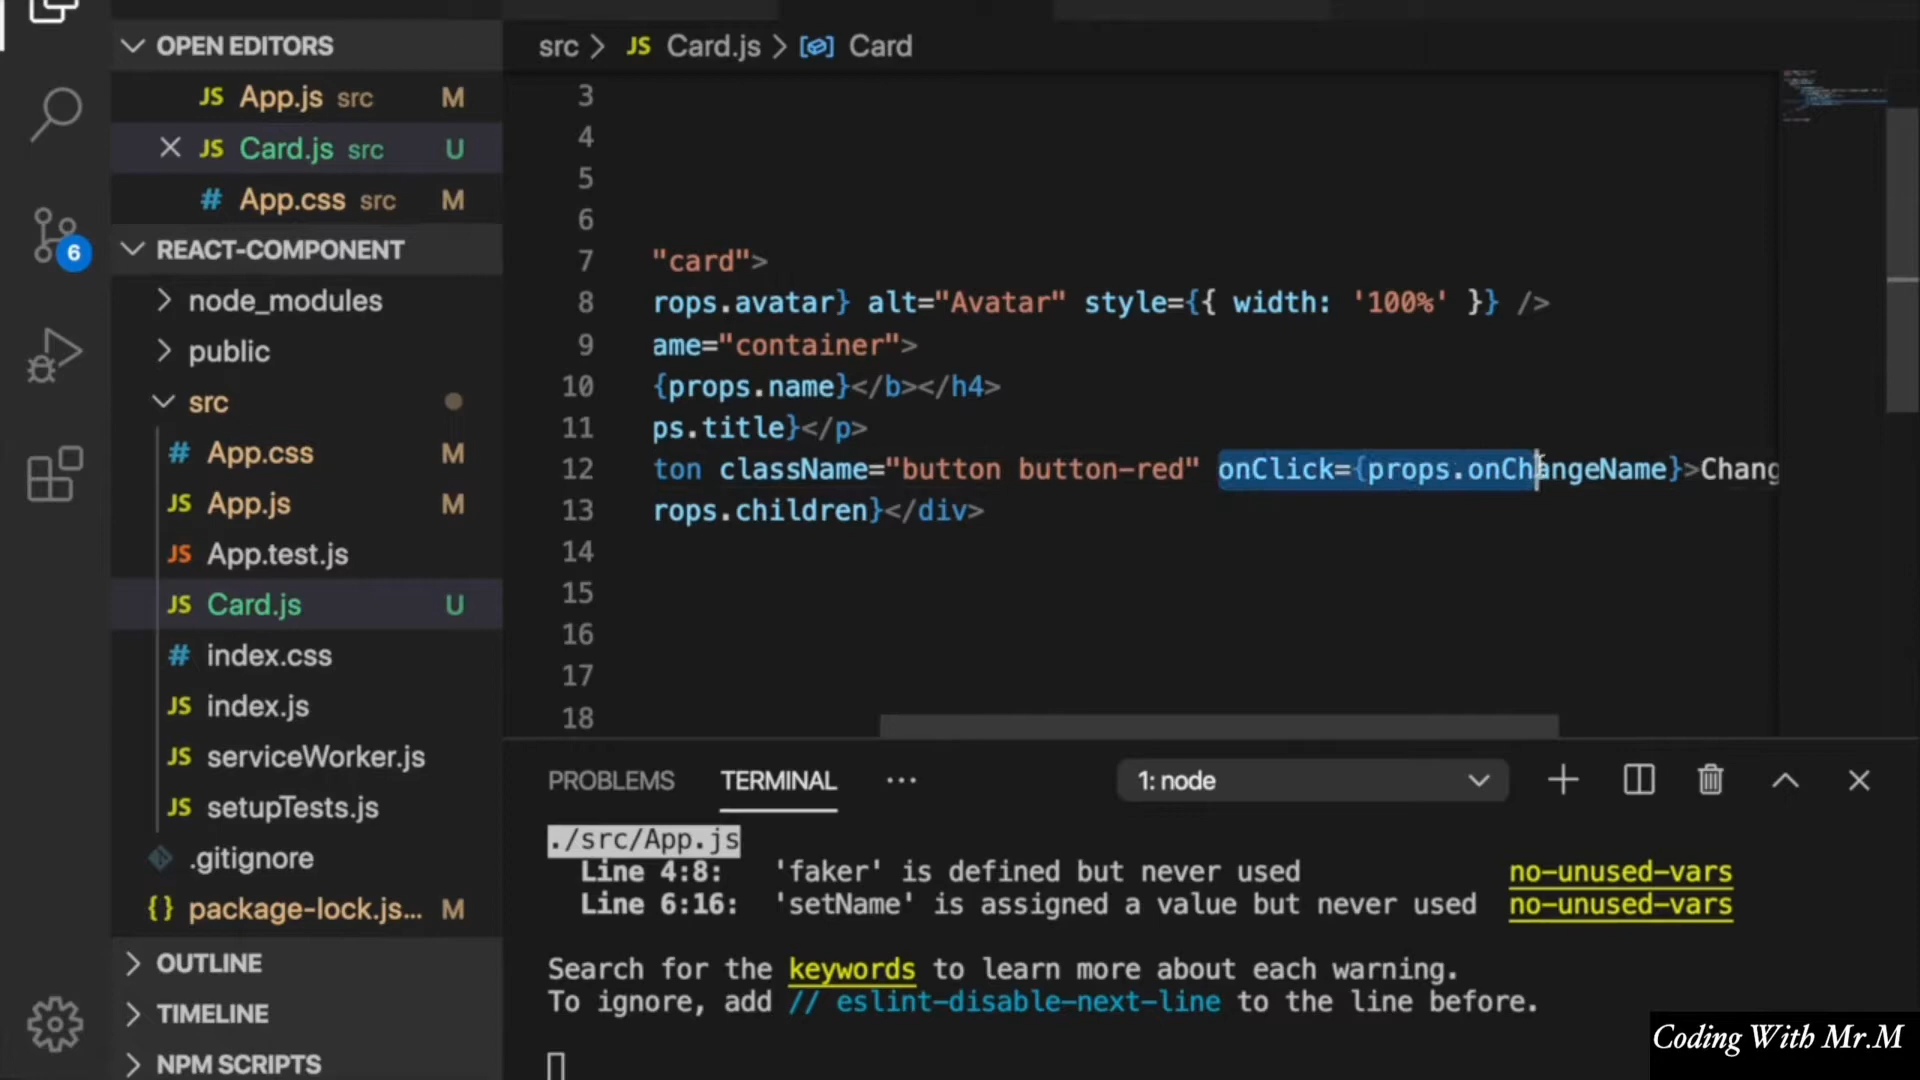 OPEN EDITORS
JS App.js src M
JS Card.js src U
# App.css src M
REACT-COMPONENT
node_modules
public
src
# App.css M
JS App.js M
JS App.test.js
JS Card.js U
# index.css
JS index.js
JS serviceWorker.js
JS setupTests.js
.gitignore
{} package-lock.js... M
OUTLINE
TIMELINE
NPM SCRIPTS
6
src > JS Card.js > Card
3
4
5
6
7 "card">
8 rops.avatar} alt="Avatar" style={{ width: '100%' }} />
9 ame="container">
10 {props.name}</b></h4>
11 ps.title}</p>
12 ton className="button button-red" onClick={props.onChangeName}>Chang
13 rops.children}</div>
14
15
16
17
18
PROBLEMS TERMINAL ··· 1: node
./src/App.js
Line 4:8: 'faker' is defined but never used no-unused-vars
Line 6:16: 'setName' is assigned a value but never used no-unused-vars
Search for the keywords to learn more about each warning.
To ignore, add // eslint-disable-next-line to the line before.
Coding With Mr.M